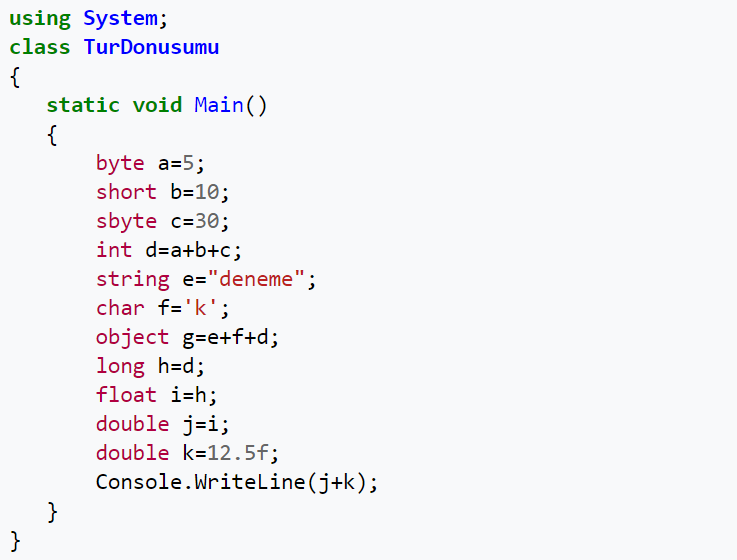 using System;
class TurDonusumu
{
static void Main()
{
byte a=5;
short b=10;
sbyte c=30;
int d=a+b+c;
string e="deneme";
char f='k';
object g=e+f+d;
long h=d;
float i=h;
double j=i;
double k=12.5f;
Console.WriteLine(j+k);
}
}